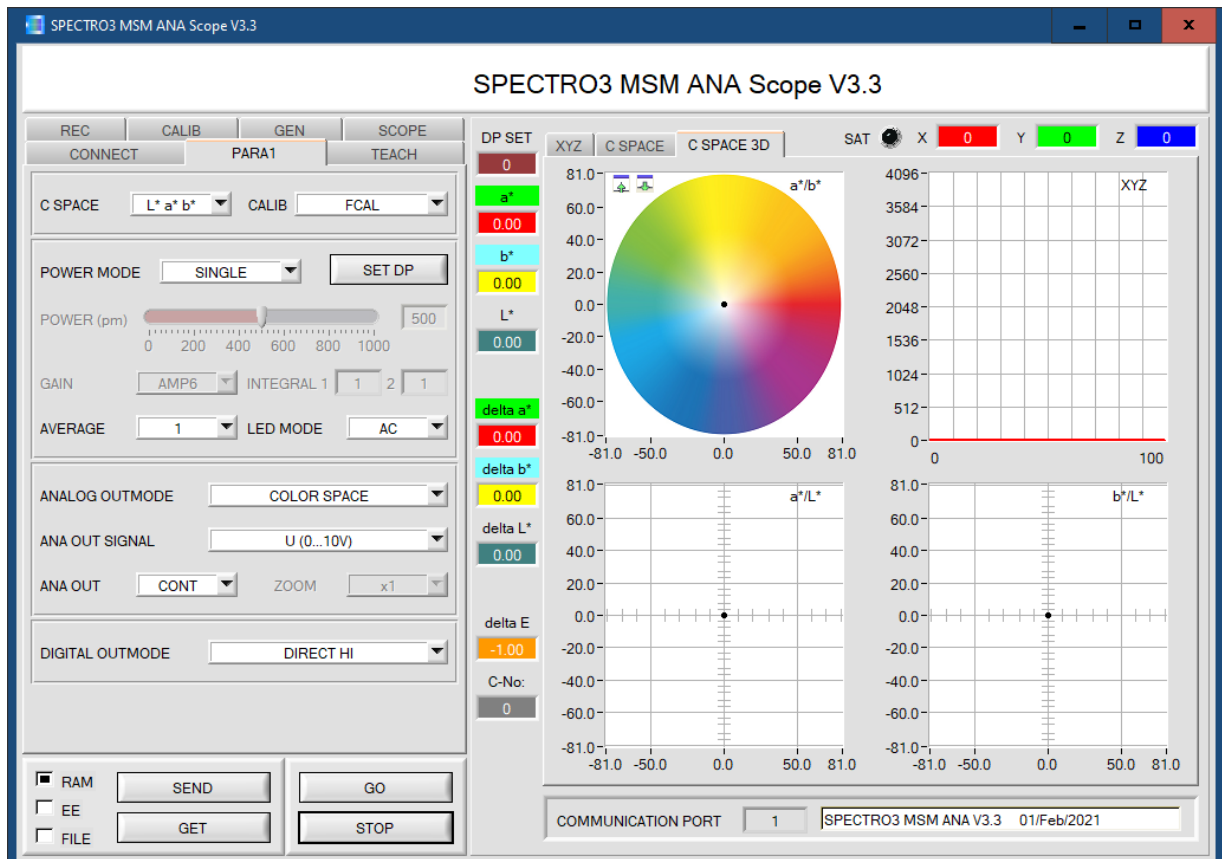 SPECTRO3 MSM ANA Scope V3.3
SPECTRO3 MSM ANA Scope V3.3
REC CALIB GEN SCOPE
CONNECT PARA1 TEACH
C SPACE L* a* b* CALIB FCAL
POWER MODE SINGLE SET DP
POWER (pm) 500
0 200 400 600 800 1000
GAIN AMP6 INTEGRAL 1 1 2 1
AVERAGE 1 LED MODE AC
ANALOG OUTMODE COLOR SPACE
ANA OUT SIGNAL U (0...10V)
ANA OUT CONT ZOOM x1
DIGITAL OUTMODE DIRECT HI
RAM
EE
FILE
SEND
GET
GO
STOP
DP SET
0
a*
0.00
b*
0.00
L*
0.00
delta a*
0.00
delta b*
0.00
delta L*
0.00
delta E
-1.00
C-No:
0
XYZ C SPACE C SPACE 3D SAT X 0 Y 0 Z 0
a*/b*
81.0
60.0
40.0
20.0
0.0
-20.0
-40.0
-60.0
-81.0
-81.0 -50.0 0.0 50.0 81.0
XYZ
4096
3584
3072
2560
2048
1536
1024
512
0
0 100
a*/L*
81.0
60.0
40.0
20.0
0.0
-20.0
-40.0
-60.0
-81.0
-81.0 -50.0 0.0 50.0 81.0
b*/L*
81.0
60.0
40.0
20.0
0.0
-20.0
-40.0
-60.0
-81.0
-81.0 -50.0 0.0 50.0 81.0
COMMUNICATION PORT 1 SPECTRO3 MSM ANA V3.3 01/Feb/2021